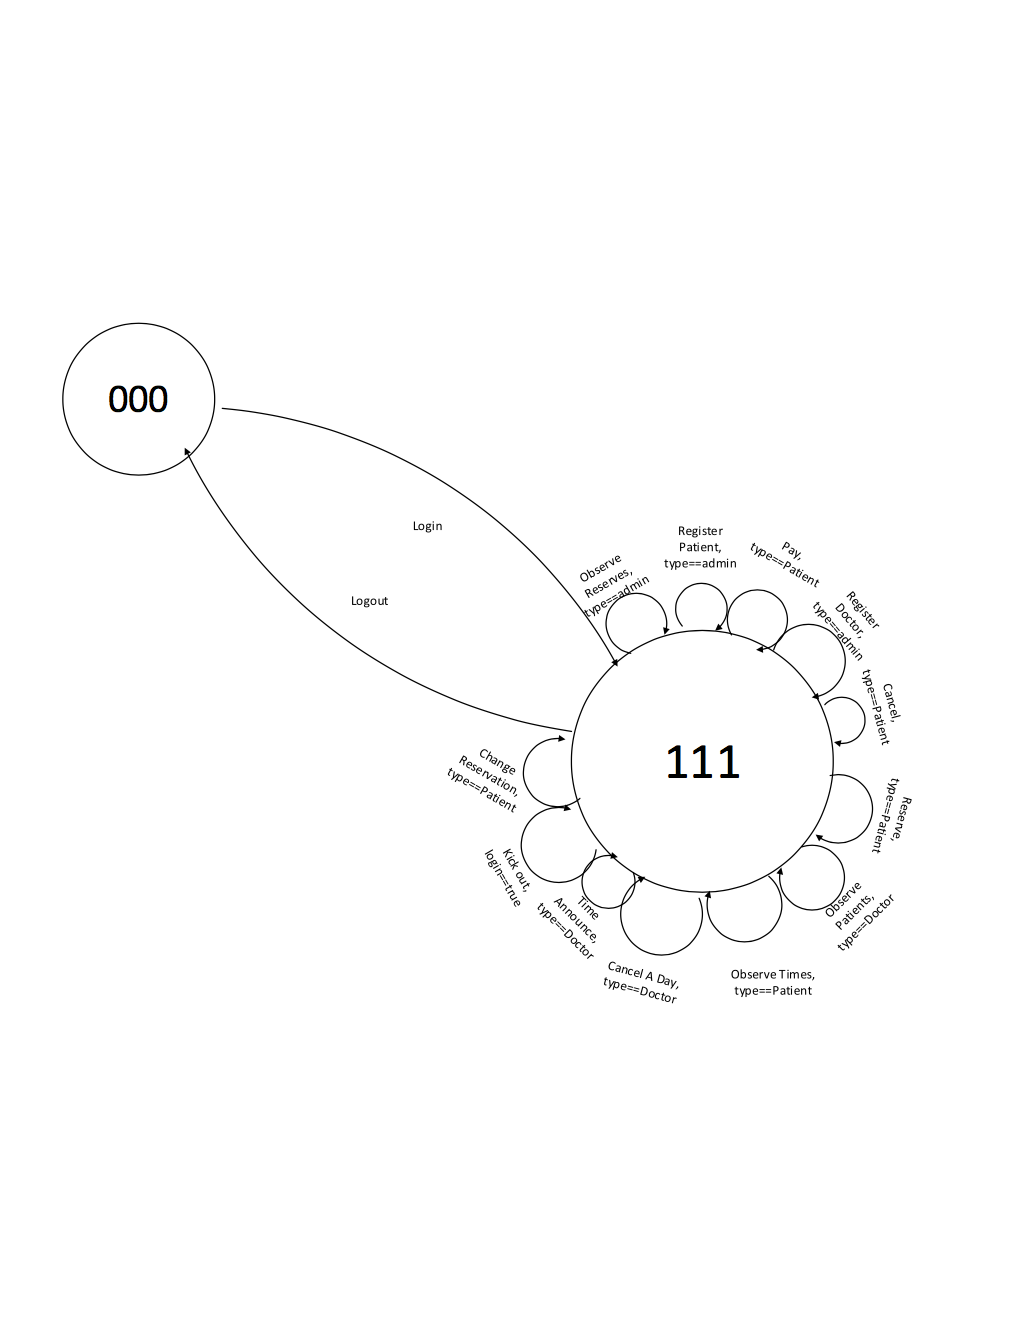 000
Login
Logout
Observe
Reserves,
type==admin
Register
Patient,
type==admin
Pay,
type==Patient
Register
Doctor,
type==admin
Cancel,
type==Patient
111
Reserve,
type==Patient
Observe
Patients,
type==Doctor
Observe Times,
type==Patient
Cancel A Day,
type==Doctor
Time
Announce,
type==Doctor
Kick out,
login==true
Change
Reservation,
type==Patient